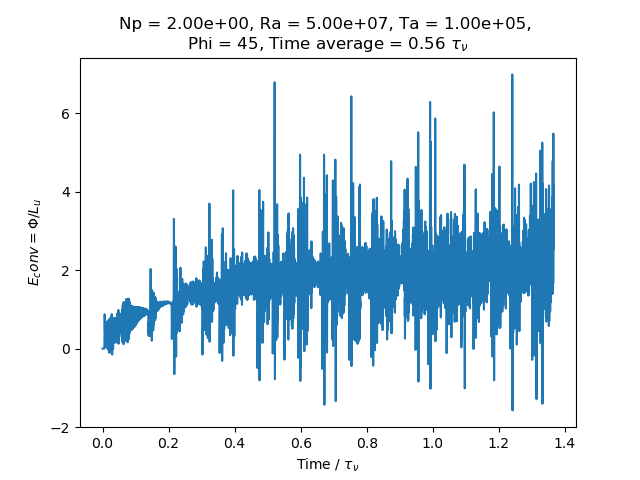 Np = 2.00e+00, Ra = 5.00e+07, Ta = 1.00e+05,
Phi = 45, Time average = 0.56 τ_ν
6
4
2
0
−2
E_conv = Φ/L_u
0.0 0.2 0.4 0.6 0.8 1.0 1.2 1.4
Time / τ_ν